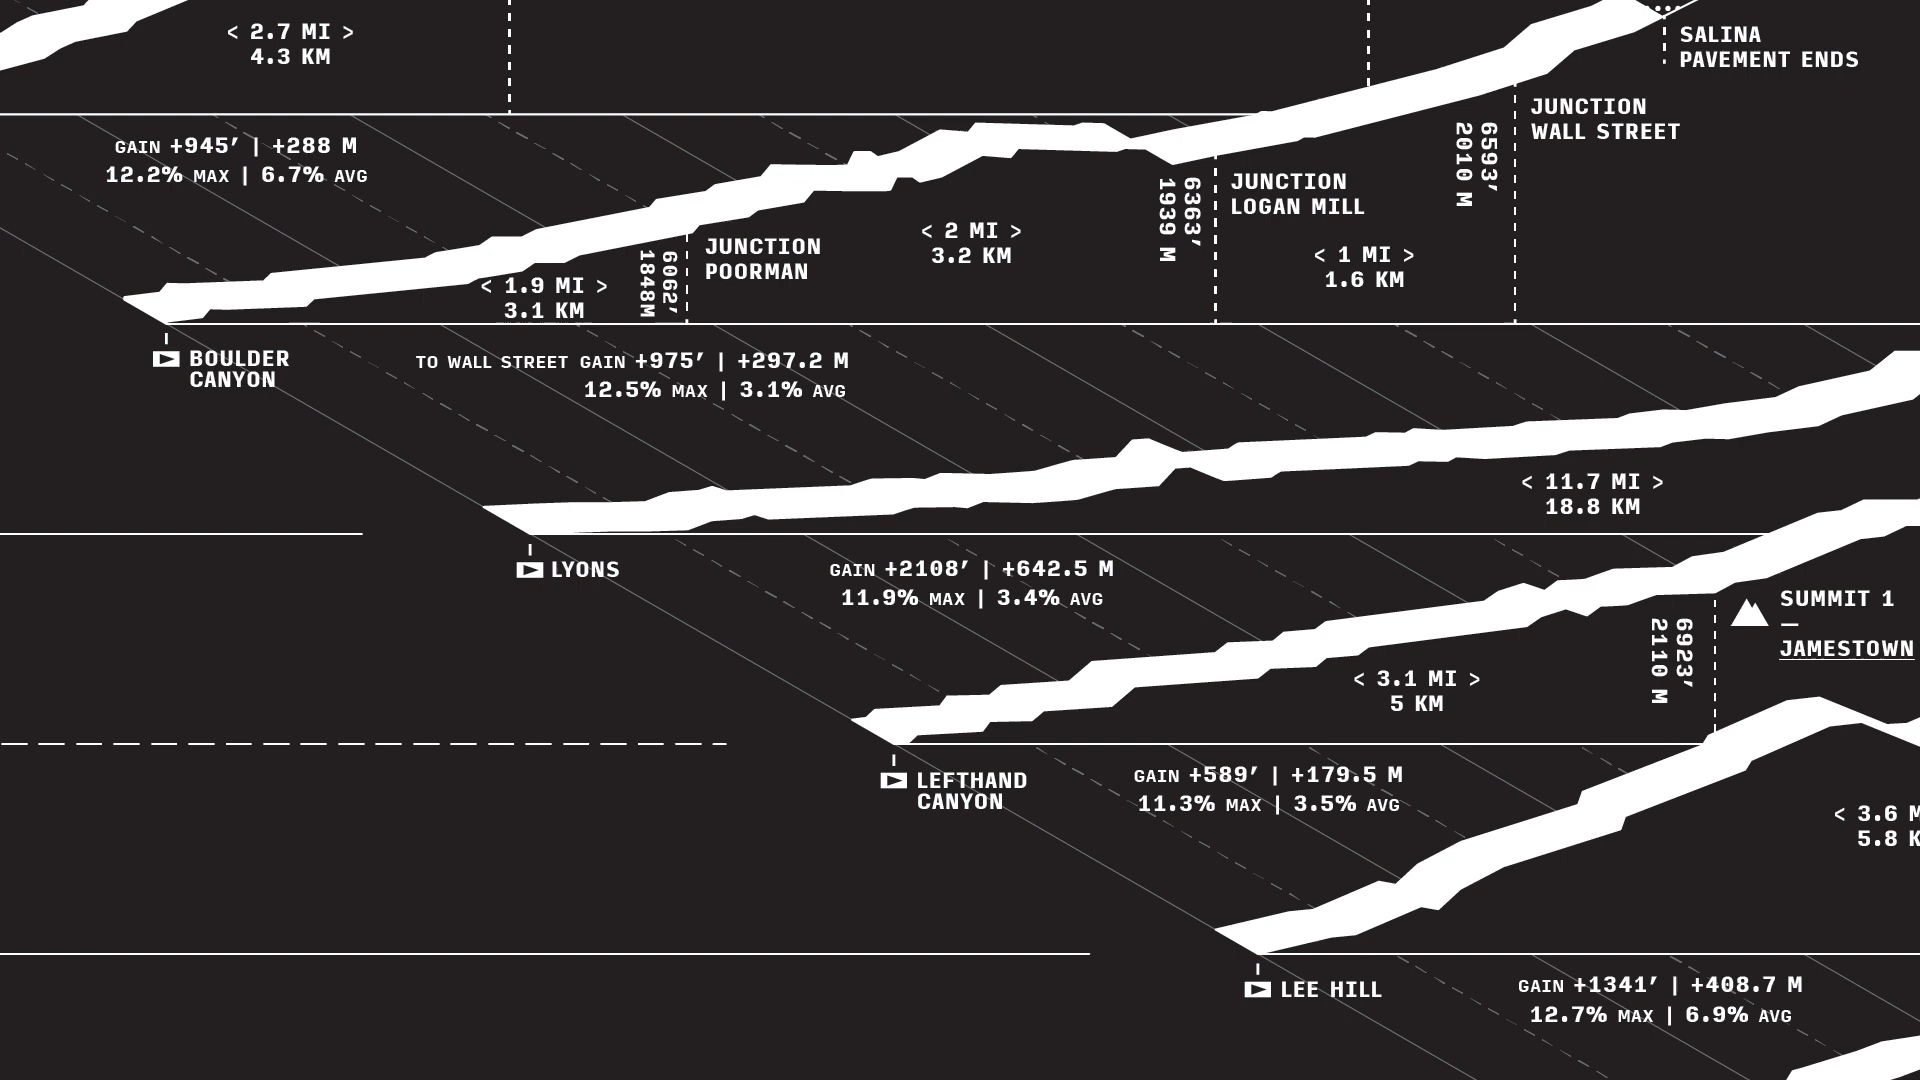 < 2.7 MI >
4.3 KM
SALINA
PAVEMENT ENDS
JUNCTION
WALL STREET
6593’
2010 M
GAIN +945’ | +288 M
12.2% MAX | 6.7% AVG
JUNCTION
LOGAN MILL
6363’
1939 M
< 2 MI >
3.2 KM
< 1 MI >
1.6 KM
JUNCTION
POORMAN
6062’
1848M
< 1.9 MI >
3.1 KM
BOULDER
CANYON
TO WALL STREET GAIN +975’ | +297.2 M
12.5% MAX | 3.1% AVG
< 11.7 MI >
18.8 KM
LYONS
GAIN +2108’ | +642.5 M
11.9% MAX | 3.4% AVG
SUMMIT 1
—
JAMESTOWN
6923’
2110 M
< 3.1 MI >
5 KM
LEFTHAND
CANYON
GAIN +589’ | +179.5 M
11.3% MAX | 3.5% AVG
< 3.6 M
5.8 K
LEE HILL
GAIN +1341’ | +408.7 M
12.7% MAX | 6.9% AVG